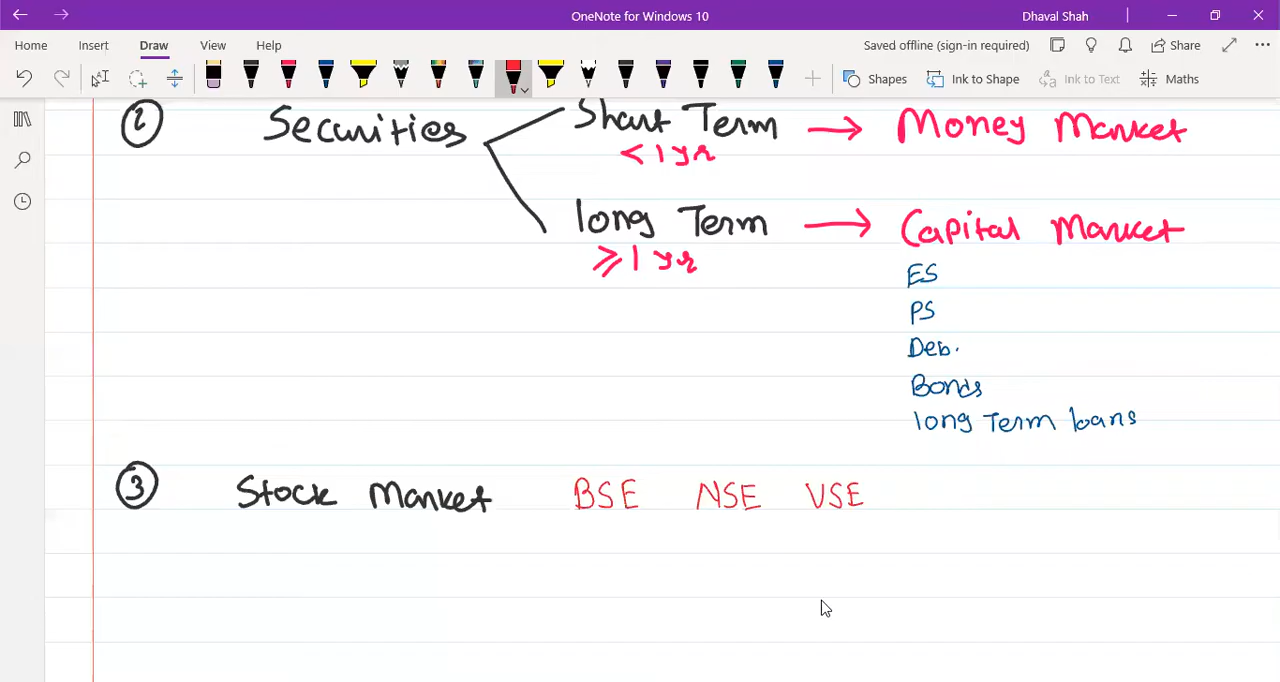 OneNote for Windows 10
Dhaval Shah
Home Insert Draw View Help
Saved offline (sign-in required)
Share
Shapes Ink to Shape Ink to Text Maths
② Securities Short Term → Money Market
< 1 yr
long Term → Capital Market
≥ 1 yr
ES
PS
Deb.
Bonds
long Term loans
③ Stock Market BSE NSE VSE